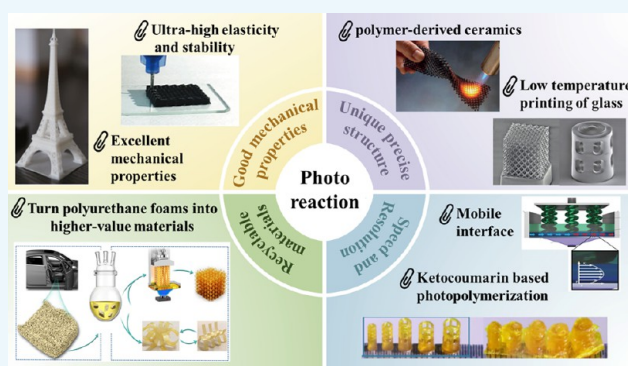 Ultra-high elasticity
and stability
Excellent
mechanical
properties
Good mechanical
properties
polymer-derived ceramics
Low temperature
printing of glass
Unique precise
structure
Photo
reaction
Turn polyurethane foams into
higher-value materials
Recyclable
materials
Speed and
Resolution
Mobile
interface
Ketocoumarin based
photopolymerization